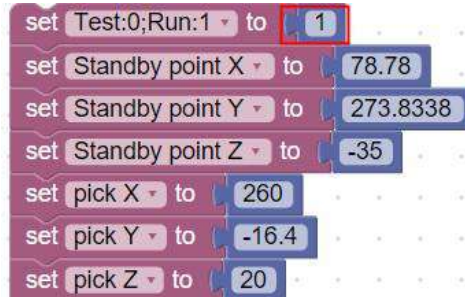 set Test:0;Run:1 to 1
set Standby point X to 78.78
set Standby point Y to 273.8338
set Standby point Z to -35
set pick X to 260
set pick Y to -16.4
set pick Z to 20